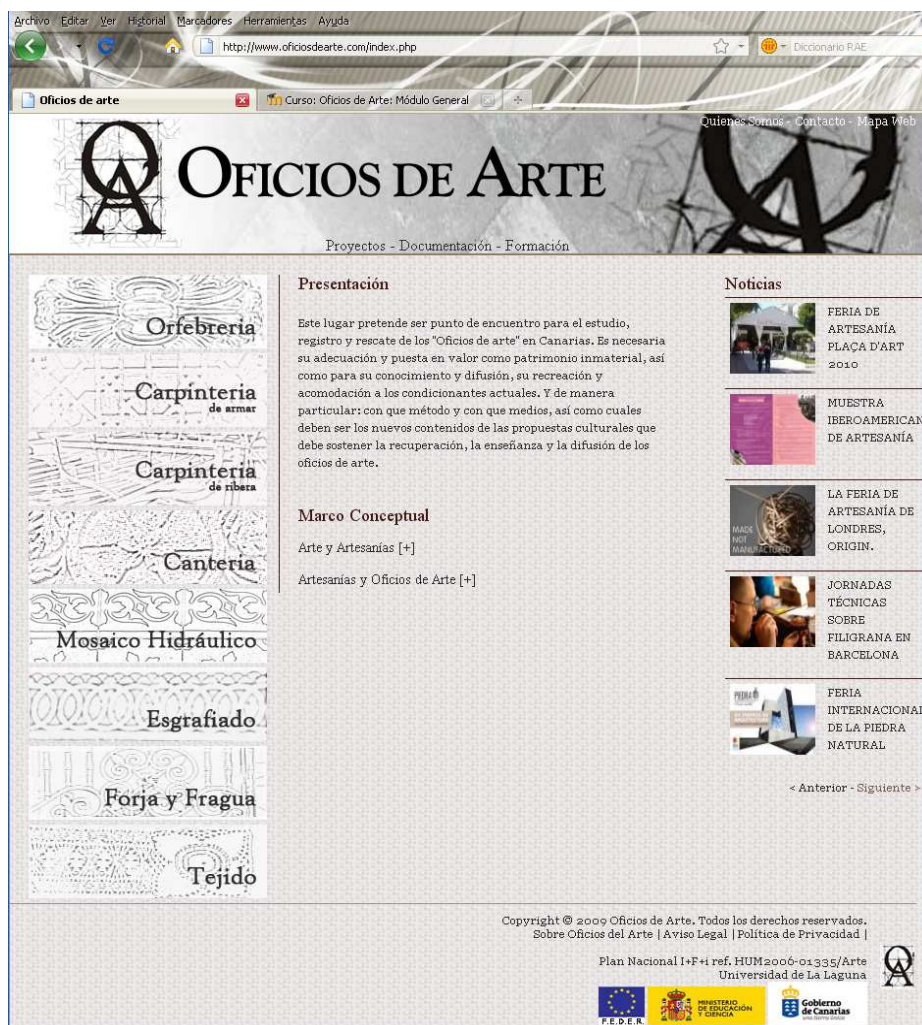 Archivo Editar Ver Historial Marcadores Herramientas Ayuda
http://www.oficiosdearte.com/index.php
Diccionario RAE
Oficios de arte
Curso: Oficios de Arte: Módulo General
Quienes Somos - Contacto - Mapa Web
OFICIOS DE ARTE
Proyectos - Documentación - Formación
Orfebreria
Carpinteria
de armar
Carpinteria
de ribera
Canteria
Mosaico Hidráulico
Esgrafiado
Forja y Fragua
Tejido
Presentación
Este lugar pretende ser punto de encuentro para el estudio,
registro y rescate de los "Oficios de arte" en Canarias. Es necesaria
su adecuación y puesta en valor como patrimonio inmaterial, así
como para su conocimiento y difusión, su recreación y
acomodación a los condicionantes actuales. Y de manera
particular: con que método y con que medios, así como cuales
deben ser los nuevos contenidos de las propuestas culturales que
debe sostener la recuperación, la enseñanza y la difusión de los
oficios de arte.
Marco Conceptual
Arte y Artesanías [+]
Artesanías y Oficios de Arte [+]
Noticias
FERIA DE
ARTESANÍA
PLAÇA D'ART
2010
MUESTRA
IBEROAMERICAN
DE ARTESANÍA
MADE
NOT
MANUFACTURED
LA FERIA DE
ARTESANÍA DE
LONDRES,
ORIGIN.
JORNADAS
TÉCNICAS
SOBRE
FILIGRANA EN
BARCELONA
PIEDRA
FERIA
INTERNACIONAL
DE LA PIEDRA
NATURAL
< Anterior - Siguiente >
Copyright © 2009 Oficios de Arte. Todos los derechos reservados.
Sobre Oficios del Arte | Aviso Legal | Política de Privacidad |
Plan Nacional I+F+i ref. HUM2006-01335/Arte
Universidad de La Laguna
F.E.D.E.R.
MINISTERIO
DE EDUCACIÓN
Y CIENCIA
Gobierno
de Canarias